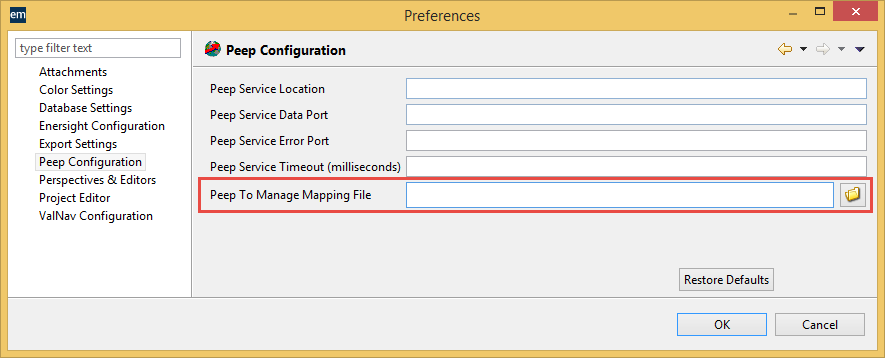 em
Preferences
type filter text
Attachments
Color Settings
Database Settings
Enersight Configuration
Export Settings
Peep Configuration
Perspectives & Editors
Project Editor
ValNav Configuration
Peep Configuration
Peep Service Location
Peep Service Data Port
Peep Service Error Port
Peep Service Timeout (milliseconds)
Peep To Manage Mapping File
Restore Defaults
OK
Cancel